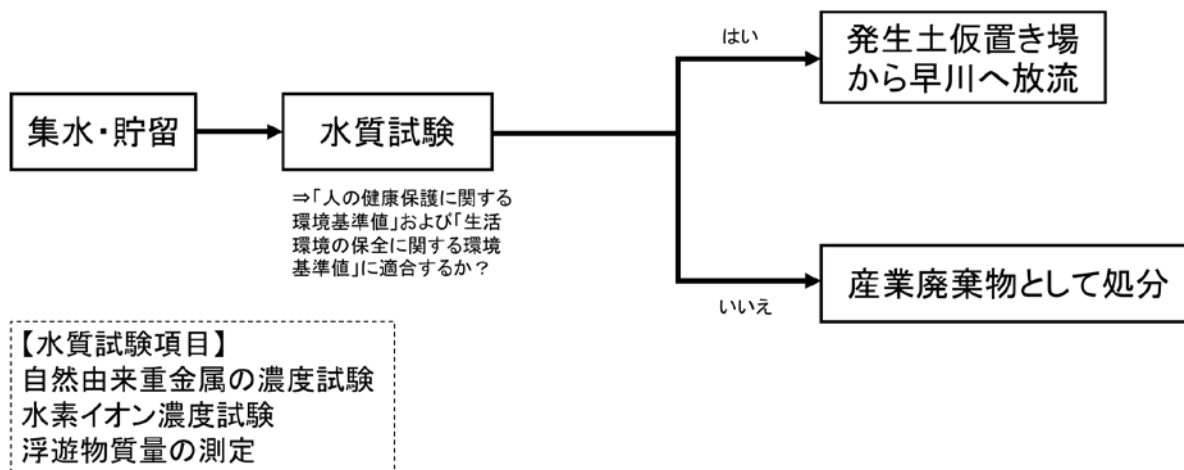 はい
発生土仮置き場
から早川へ放流
集水・貯留
水質試験
⇒「人の健康保護に関する
環境基準値」および「生活
環境の保全に関する環境
基準値」に適合するか？
いいえ
産業廃棄物として処分
【水質試験項目】
自然由来重金属の濃度試験
水素イオン濃度試験
浮遊物質量の測定